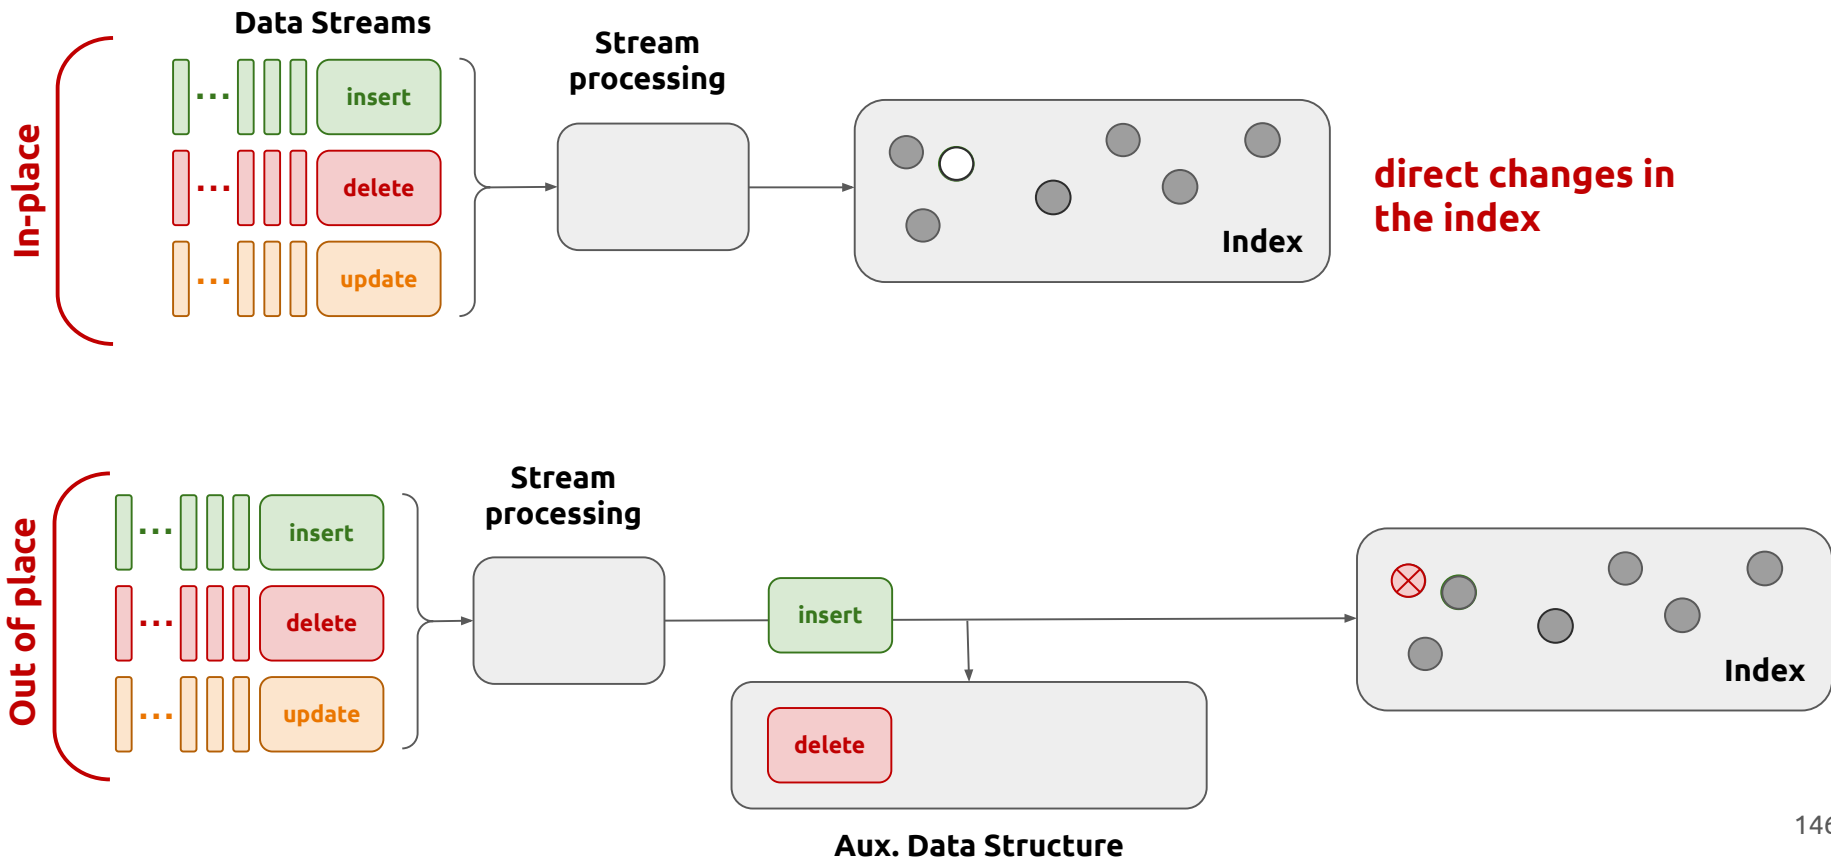 Data Streams
Stream
processing
In-place
... insert
... delete
... update
Index
direct changes in
the index
Stream
processing
Out of place
... insert
... delete
... update
insert
delete
Index
Aux. Data Structure
146